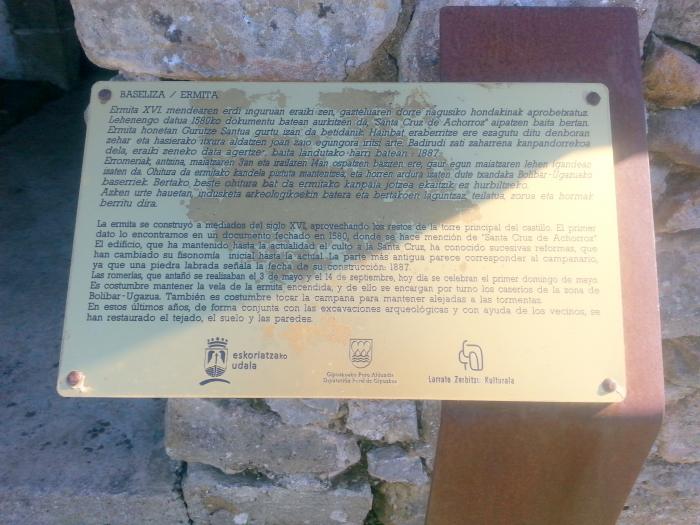 BASELIZA / ERMITA
Ermita XVI. mendearen erdi inguruan eraiki zen, gazteluaren dorre nagusiko hondakinak aprobetxatuz.
Lehenengo datua 1580ko dokumentu batean aurkitzen da, "Santa Cruz de Achorroz" aipatzen baita bertan.
Ermita honetan Gurutze Santua gurtu izan da betidanik. Hainbat eraberritze ere ezagutu ditu denboran
zehar eta hasierako itxura aldatzen joan zaio egungora iritsi arte. Badirudi zati zaharrena kanpandorrekoa
dela, eraiki zeneko data agertzen baita landutako harri batean: 1887.
Erromeriak, antzina, maiatzaren 3an eta irailaren 14an ospatzen baziren ere, gaur egun maiatzaren lehen igandean
izaten da. Ohitura da ermitako kandela piztuta mantentzea, eta horren ardura izaten dute txandaka Bolibar-Ugazuako
baserriek. Bertako beste ohitura bat da ermitako kanpaia jotzea ekaitzik ez hurbiltzeko.
Azken urte hauetan, indusketa arkeologikoekin batera eta bertakoen laguntzaz, teilatua, zorua eta hormak
berritu dira.
La ermita se construyó a mediados del siglo XVI, aprovechando los restos de la torre principal del castillo. El primer
dato lo encontramos en un documento fechado en 1580, donde se hace mención de "Santa Cruz de Achorroz"
El edificio, que ha mantenido hasta la actualidad el culto a la Santa Cruz, ha conocido sucesivas reformas, que
han cambiado su fisonomía inicial hasta la actual. La parte más antigua parece corresponder al campanario,
ya que una piedra labrada señala la fecha de su construcción: 1887.
Las romerías, que antaño se realizaban el 3 de mayo y el 14 de septiembre, hoy día se celebran el primer domingo de mayo.
Es costumbre mantener la vela de la ermita encendida, y de ello se encargan por turno los caseríos de la zona de
Bolibar-Ugazua. También es costumbre tocar la campana para mantener alejadas a las tormentas.
En estos últimos años, de forma conjunta con las excavaciones arqueológicas y con ayuda de los vecinos, se
han restaurado el tejado, el suelo y las paredes.
eskoriatzako
udala
Gipuzkoako Foru Aldundia
Diputación Foral de Gipuzkoa
Larrate Zerbitzu Kulturala